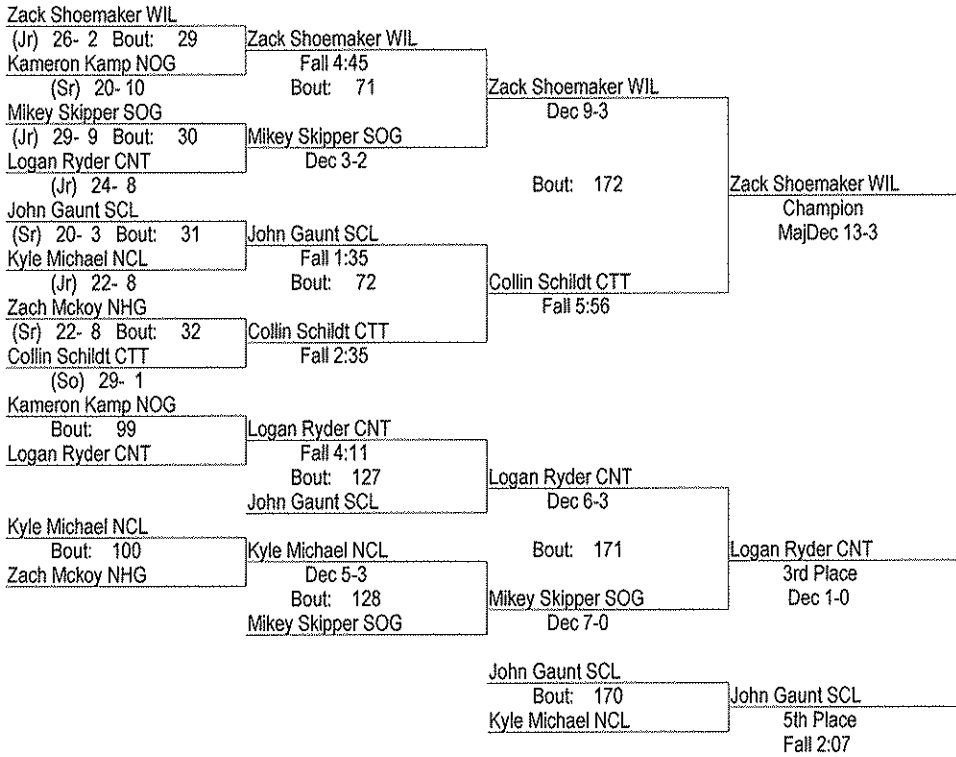 Zack Shoemaker WIL
(Jr) 26- 2 Bout: 29
Zack Shoemaker WIL
Kameron Kamp NOG
Fall 4:45
(Sr) 20- 10
Bout: 71
Zack Shoemaker WIL
Mikey Skipper SOG
Dec 9-3
(Jr) 29- 9 Bout: 30
Mikey Skipper SOG
Logan Ryder CNT
Dec 3-2
(Jr) 24- 8
Bout: 172
Zack Shoemaker WIL
John Gaunt SCL
Champion
(Sr) 20- 3 Bout: 31
John Gaunt SCL
MajDec 13-3
Kyle Michael NCL
Fall 1:35
(Jr) 22- 8
Bout: 72
Collin Schildt CTT
Zach Mckoy NHG
Fall 5:56
(Sr) 22- 8 Bout: 32
Collin Schildt CTT
Collin Schildt CTT
Fall 2:35
(So) 29- 1
Kameron Kamp NOG
Bout: 99
Logan Ryder CNT
Logan Ryder CNT
Fall 4:11
Bout: 127
Logan Ryder CNT
John Gaunt SCL
Dec 6-3
Kyle Michael NCL
Bout: 100
Kyle Michael NCL
Bout: 171
Logan Ryder CNT
Zach Mckoy NHG
Dec 5-3
3rd Place
Bout: 128
Mikey Skipper SOG
Dec 1-0
Mikey Skipper SOG
Dec 7-0
John Gaunt SCL
Bout: 170
John Gaunt SCL
Kyle Michael NCL
5th Place
Fall 2:07